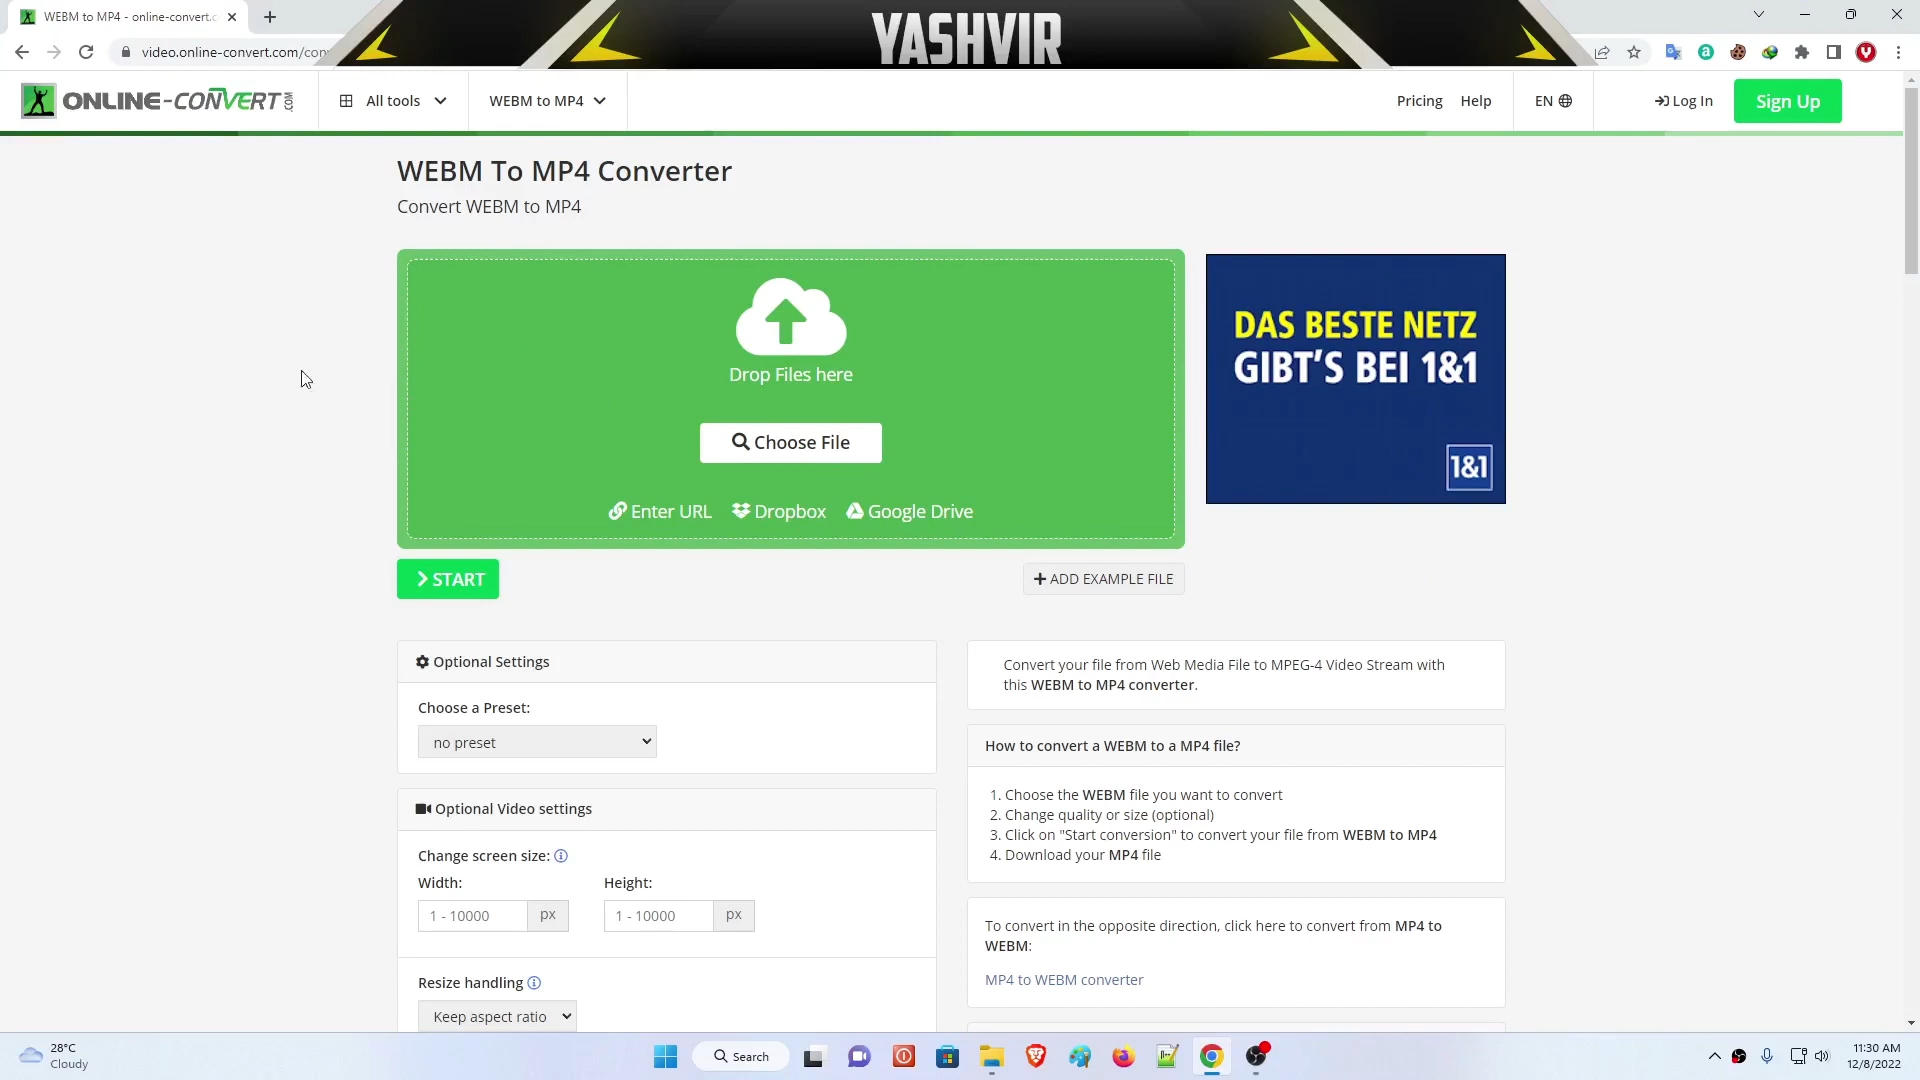 WEBM to MP4 - online-convert.c
YASHVIR
video.online-convert.com/con
ONLINE-CONVERT.COM
All tools
WEBM to MP4
Pricing
Help
EN
Log In
Sign Up
WEBM To MP4 Converter
Convert WEBM to MP4
Drop Files here
Choose File
Enter URL
Dropbox
Google Drive
DAS BESTE NETZ
GIBT'S BEI 1&1
1&1
START
ADD EXAMPLE FILE
Optional Settings
Choose a Preset:
no preset
Optional Video settings
Change screen size:
Width:
Height:
1 - 10000
px
1 - 10000
px
Resize handling
Keep aspect ratio
Convert your file from Web Media File to MPEG-4 Video Stream with
this WEBM to MP4 converter.
How to convert a WEBM to a MP4 file?
1. Choose the WEBM file you want to convert
2. Change quality or size (optional)
3. Click on "Start conversion" to convert your file from WEBM to MP4
4. Download your MP4 file
To convert in the opposite direction, click here to convert from MP4 to
WEBM:
MP4 to WEBM converter
28°C
Cloudy
Search
11:30 AM
12/8/2022